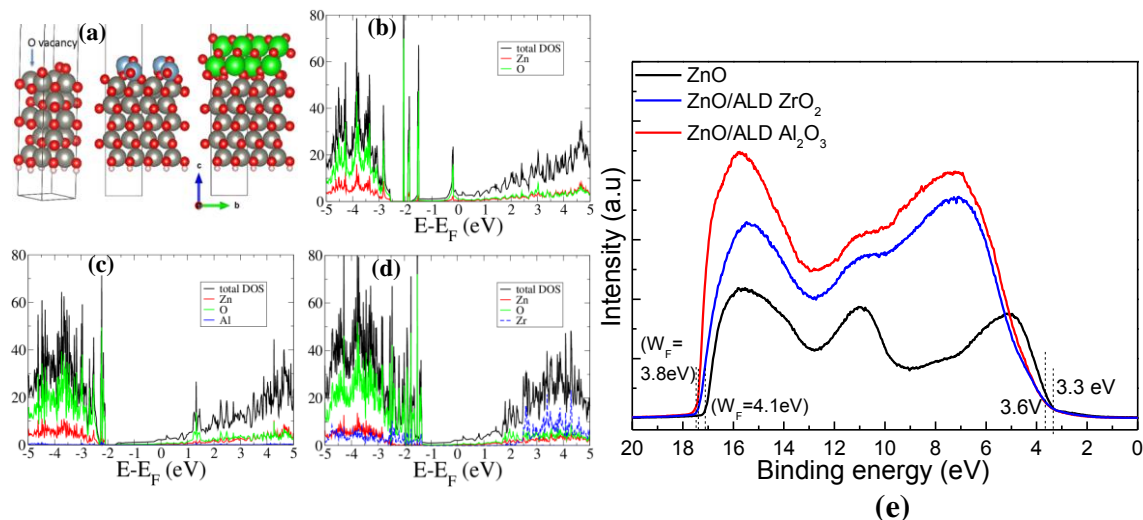 (a)
O vacancy
c
b
80
60
40
20
0
(b)
total DOS
Zn
O
-5 -4 -3 -2 -1 0 1 2 3 4 5
E-E_F (eV)
80
60
40
20
0
(c)
total DOS
Zn
O
Al
-5 -4 -3 -2 -1 0 1 2 3 4 5
E-E_F (eV)
80
60
40
20
0
(d)
total DOS
Zn
O
Zr
-5 -4 -3 -2 -1 0 1 2 3 4 5
E-E_F (eV)
ZnO
ZnO/ALD ZrO₂
ZnO/ALD Al₂O₃
Intensity (a.u)
(W_F=
3.8eV)
(W_F=4.1eV)
3.3 eV
3.6V
20 18 16 14 12 10 8 6 4 2 0
Binding energy (eV)
(e)